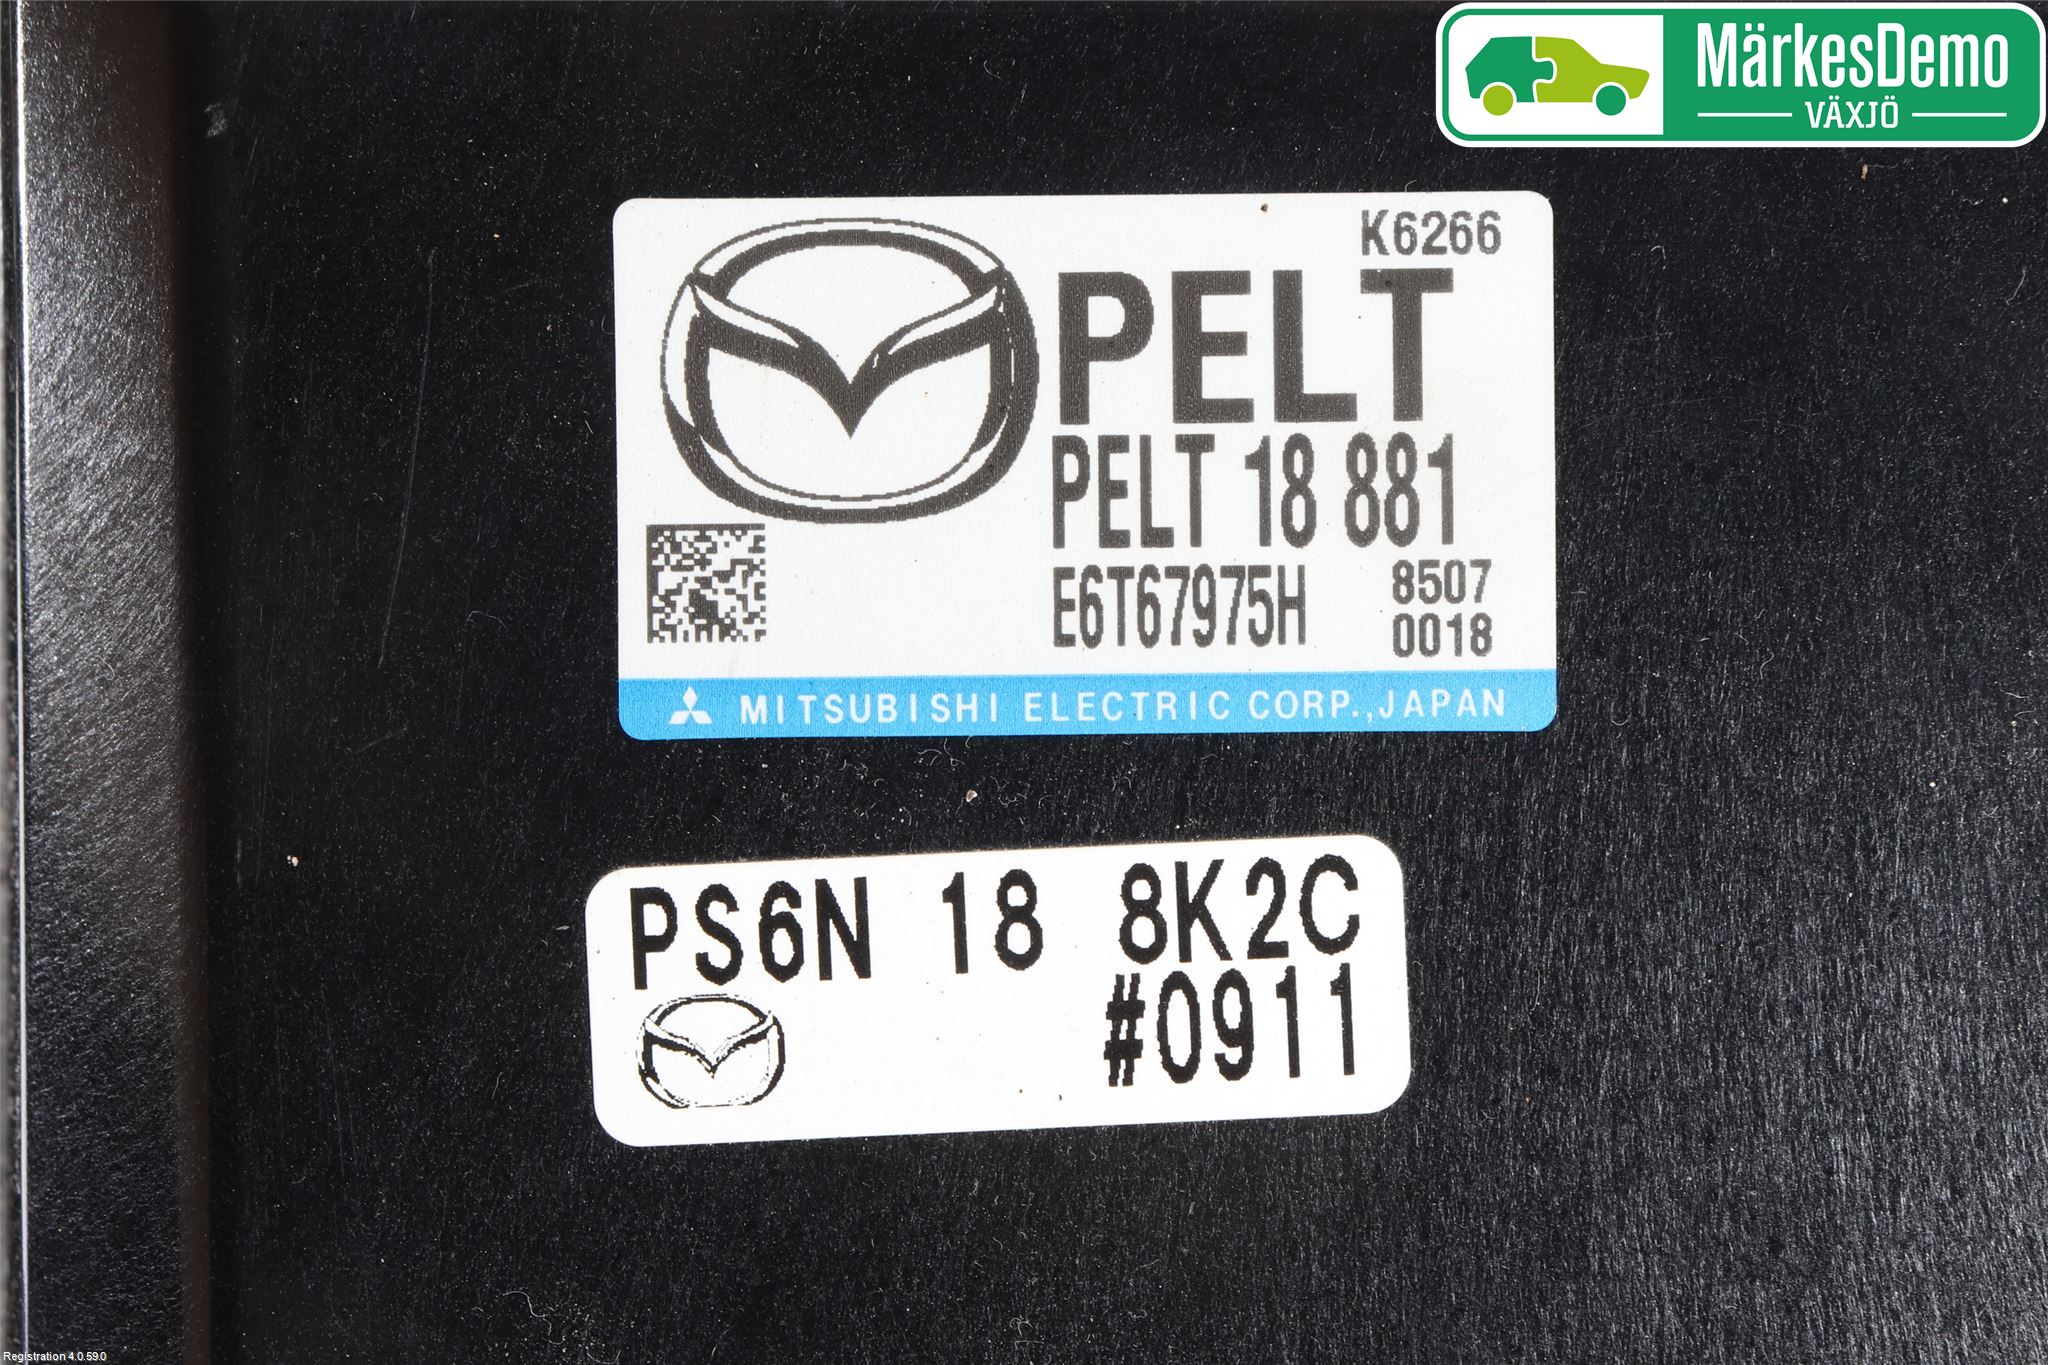 MärkesDemo
VÄXJÖ
K6266
PELT
PELT 18 881
E6T67975H
8507
0018
MITSUBISHI ELECTRIC CORP.,JAPAN
PS6N 18 8K2C
#0911
Registration 4.0.59.0